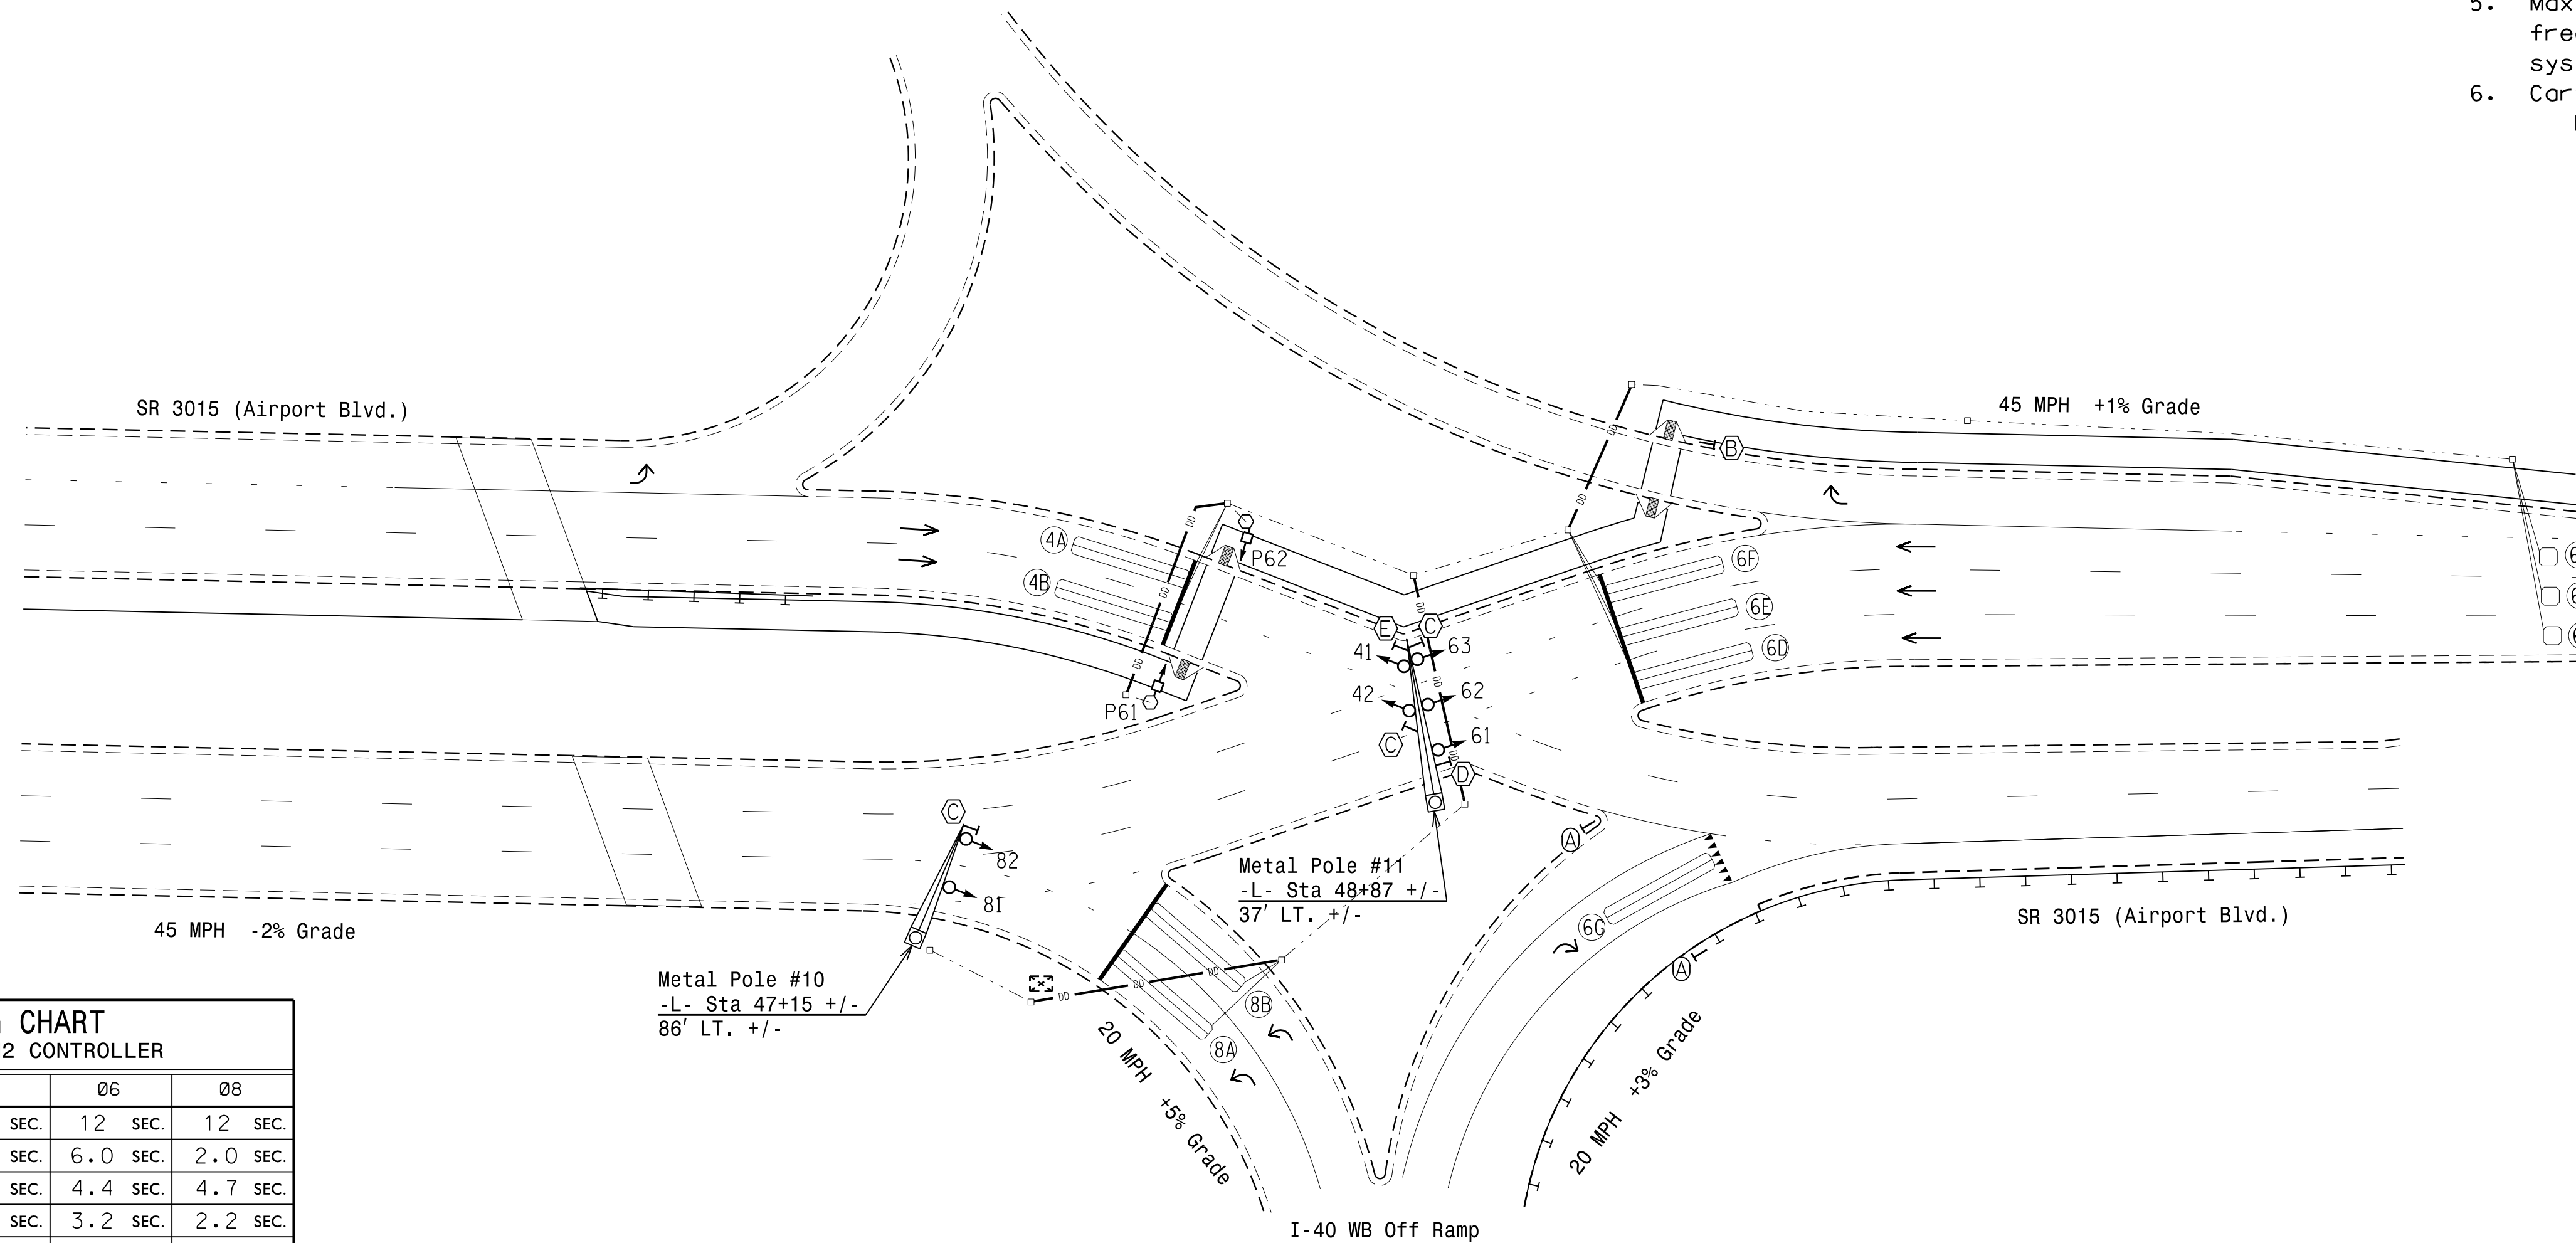 5. Max
fre
sys
6. Car
SR 3015 (Airport Blvd.)
45 MPH +1% Grade
B
4A
P62
6F
4B
6E
E
C
41
63
6D
42
62
P61
C
61
D
C
A
82
Metal Pole #11
-L- Sta 48+87 +/-
37' LT. +/-
81
6G
SR 3015 (Airport Blvd.)
45 MPH -2% Grade
A
Metal Pole #10
-L- Sta 47+15 +/-
86' LT. +/-
8B
8A
20 MPH +5% Grade
20 MPH +3% Grade
I-40 WB Off Ramp
CHART
2 CONTROLLER
Ø6 Ø8
SEC. 12 SEC. 12 SEC.
SEC. 6.0 SEC. 2.0 SEC.
SEC. 4.4 SEC. 4.7 SEC.
SEC. 3.2 SEC. 2.2 SEC.